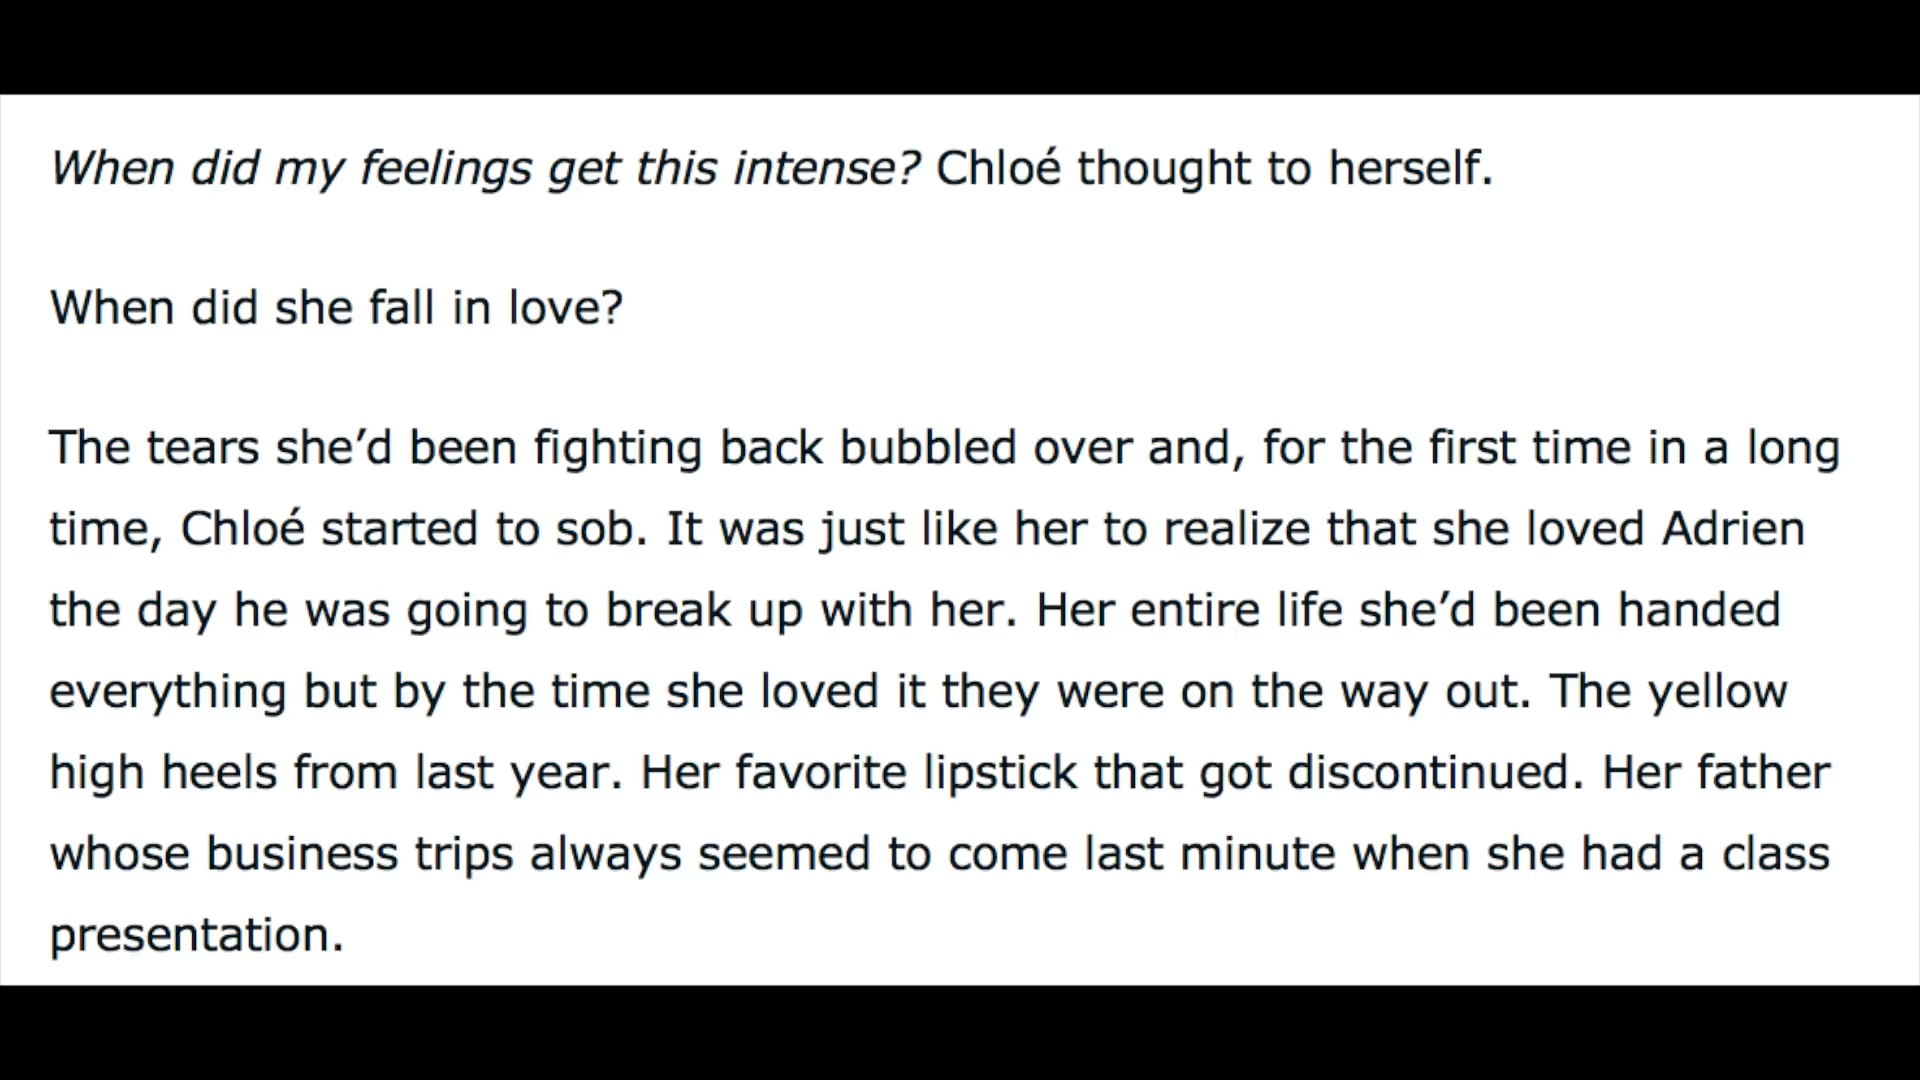 When did my feelings get this intense? Chloé thought to herself.
When did she fall in love?
The tears she’d been fighting back bubbled over and, for the first time in a long
time, Chloé started to sob. It was just like her to realize that she loved Adrien
the day he was going to break up with her. Her entire life she’d been handed
everything but by the time she loved it they were on the way out. The yellow
high heels from last year. Her favorite lipstick that got discontinued. Her father
whose business trips always seemed to come last minute when she had a class
presentation.